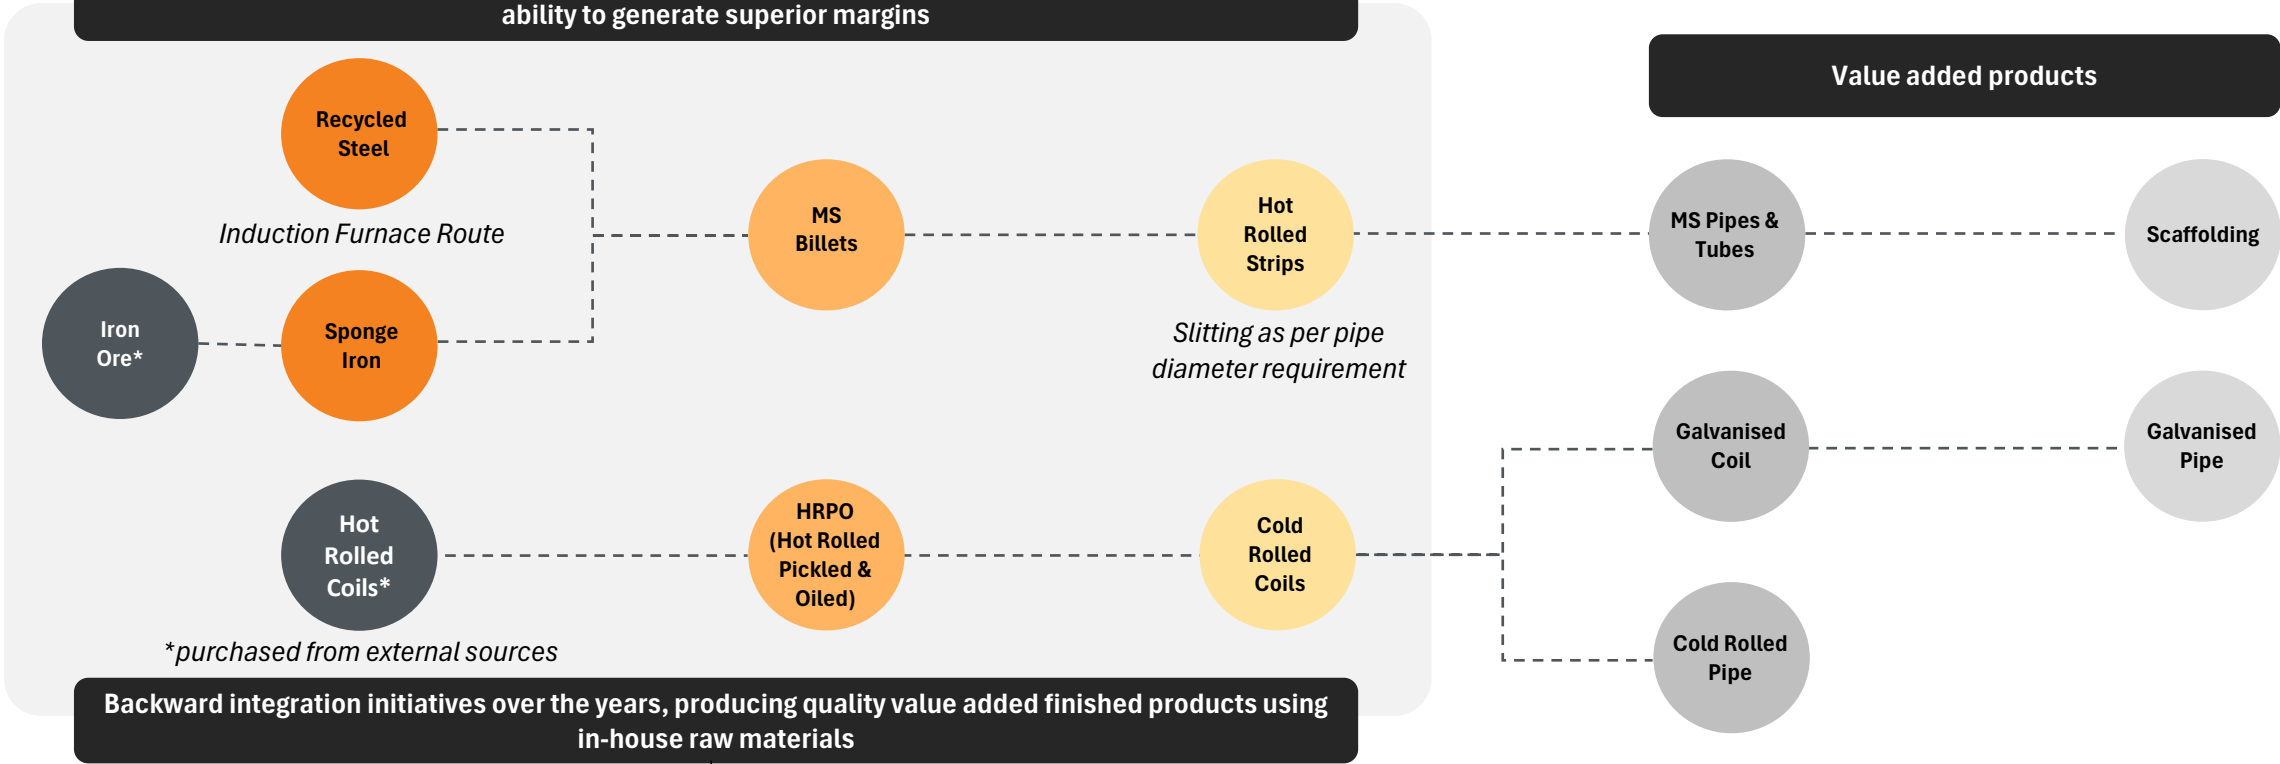 ability to generate superior margins
Value added products
Recycled
Steel
Induction Furnace Route
Iron
Ore*
Sponge
Iron
MS
Billets
Hot
Rolled
Strips
Slitting as per pipe
diameter requirement
MS Pipes &
Tubes
Scaffolding
Hot
Rolled
Coils*
*purchased from external sources
HRPO
(Hot Rolled
Pickled &
Oiled)
Cold
Rolled
Coils
Galvanised
Coil
Galvanised
Pipe
Cold Rolled
Pipe
Backward integration initiatives over the years, producing quality value added finished products using
in-house raw materials